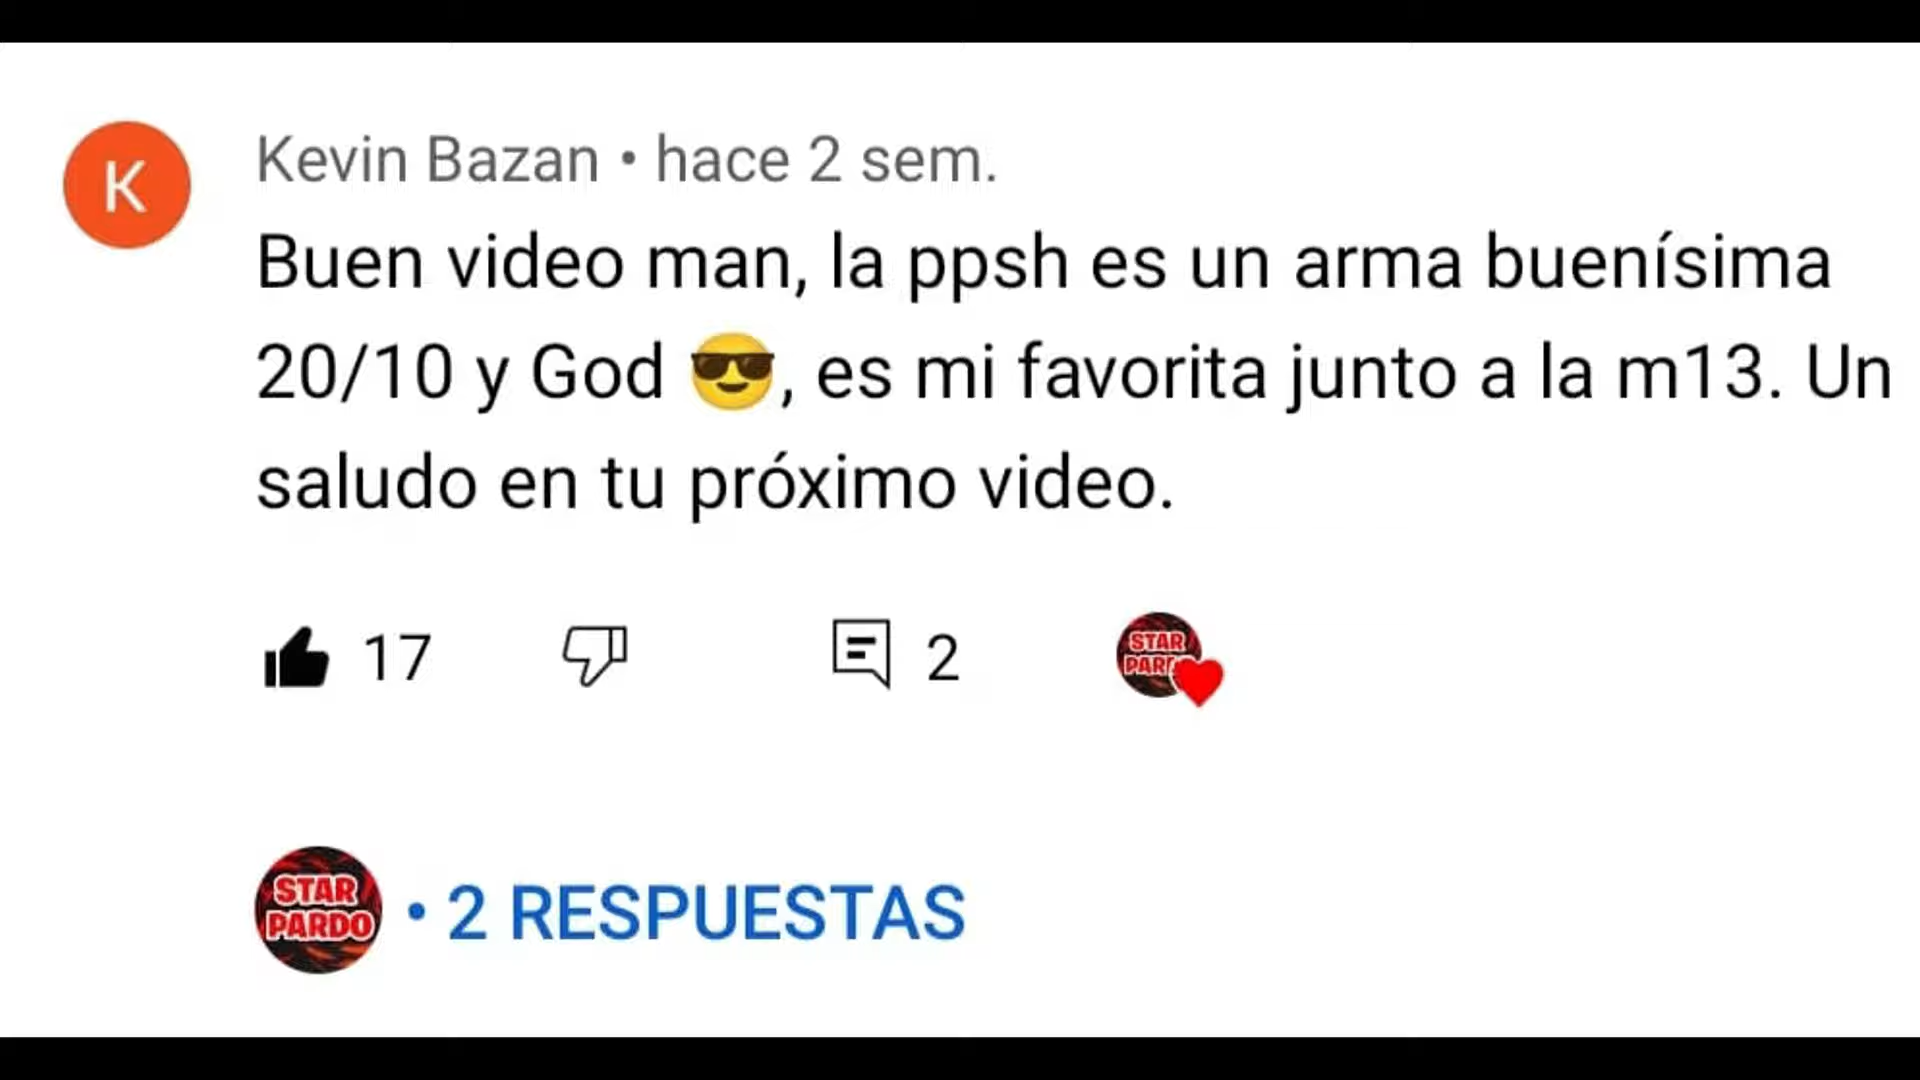 K
Kevin Bazan • hace 2 sem.
Buen video man, la ppsh es un arma buenísima
20/10 y God 😎, es mi favorita junto a la m13. Un
saludo en tu próximo video.
17
2
STAR
PARDO
• 2 RESPUESTAS